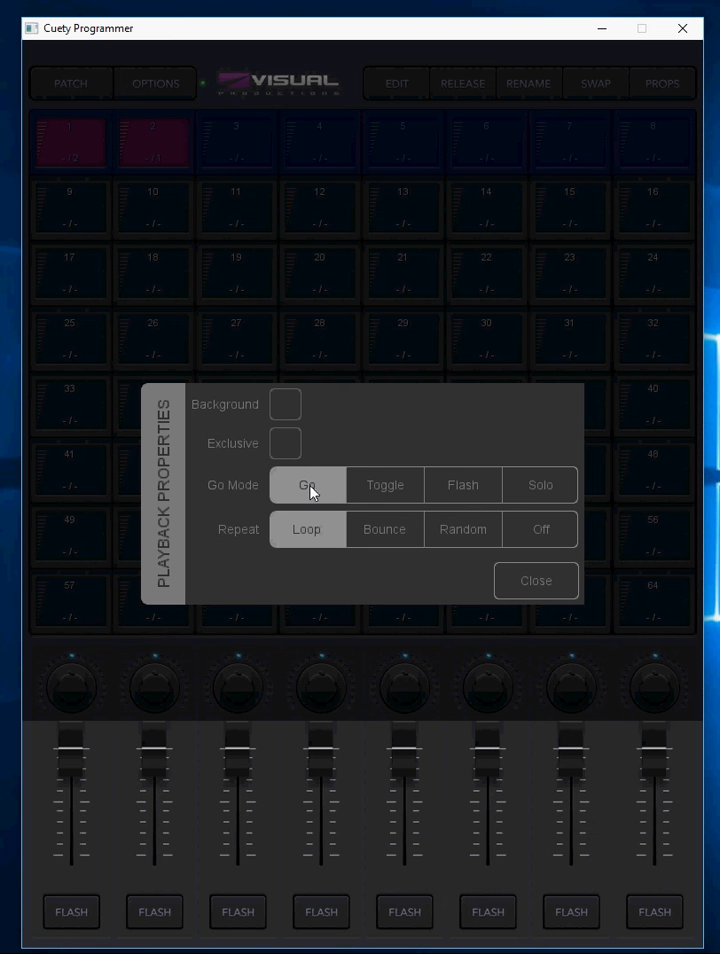 Cuety Programmer
PATCH OPTIONS VISUAL PRODUCTIONS EDIT RELEASE RENAME SWAP PROPS
1 2 3 4 5 6 7 8
-/2 -/1 -/- -/- -/- -/- -/- -/-
9 10 11 12 13 14 15 16
-/- -/- -/- -/- -/- -/- -/- -/-
17 18 19 20 21 22 23 24
-/- -/- -/- -/- -/- -/- -/- -/-
25 26 27 28 29 30 31 32
-/- -/- -/- -/- -/- -/- -/- -/-
33 40
-/- -/-
41 48
-/- -/-
49 56
-/- -/-
57 64
-/- -/- -/- -/- -/- -/- -/- -/-
PLAYBACK PROPERTIES
Background
Exclusive
Go Mode Go Toggle Flash Solo
Repeat Loop Bounce Random Off
Close
FLASH FLASH FLASH FLASH FLASH FLASH FLASH FLASH